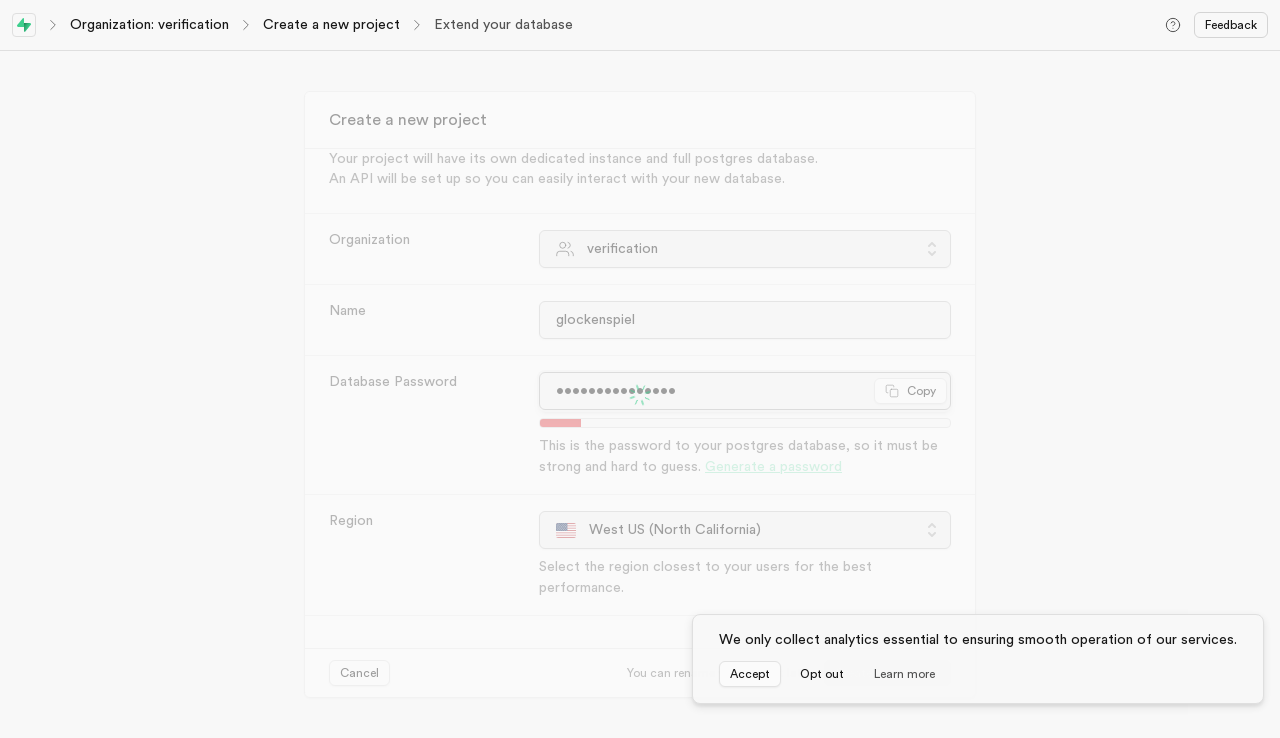 Organization: verification
Create a new project
Extend your database
Feedback
Create a new project
Your project will have its own dedicated instance and full postgres database.
An API will be set up so you can easily interact with your new database.
Organization
verification
Name
glockenspiel
Database Password
•••••••••••••••
Copy
This is the password to your postgres database, so it must be
strong and hard to guess. Generate a password
Region
West US (North California)
Select the region closest to your users for the best
performance.
Cancel
You can
We only collect analytics essential to ensuring smooth operation of our services.
Accept
Opt out
Learn more